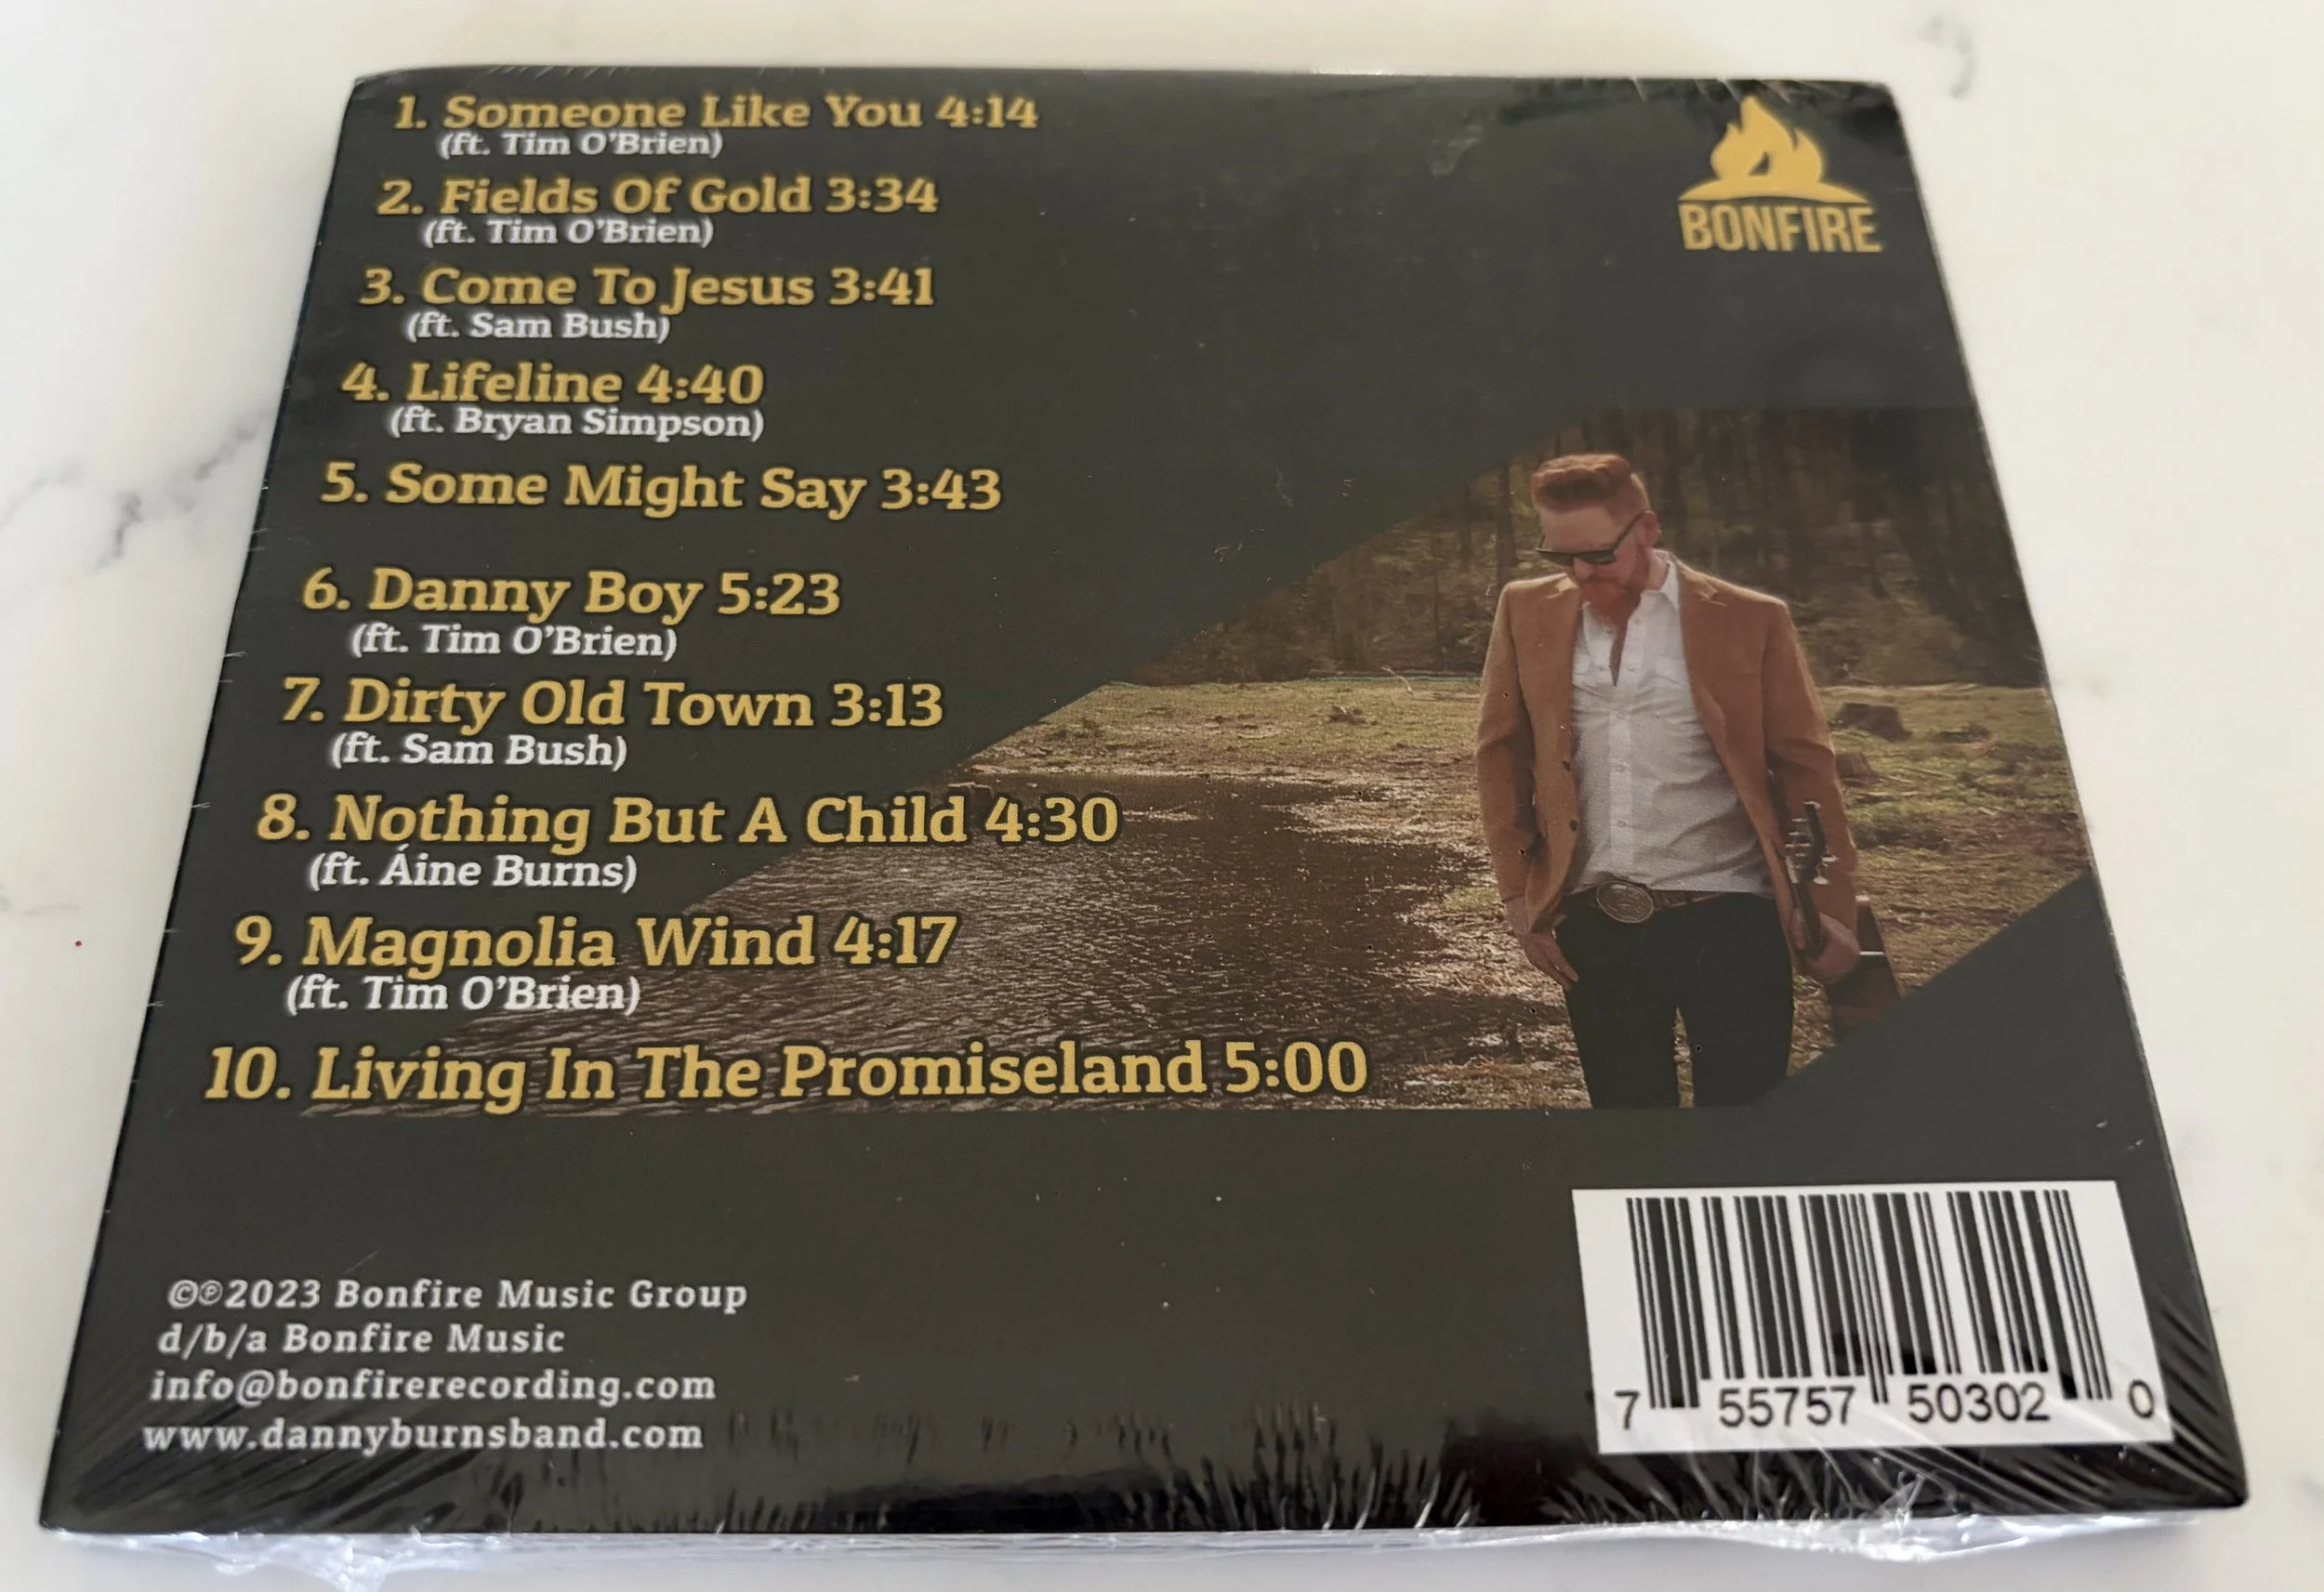 1. Someone Like You 4:14
(ft. Tim O'Brien)
2. Fields Of Gold 3:34
(ft. Tim O'Brien)
3. Come To Jesus 3:41
(ft. Sam Bush)
4. Lifeline 4:40
(ft. Bryan Simpson)
5. Some Might Say 3:43
6. Danny Boy 5:23
(ft. Tim O'Brien)
7. Dirty Old Town 3:13
(ft. Sam Bush)
8. Nothing But A Child 4:30
(ft. Áine Burns)
9. Magnolia Wind 4:17
(ft. Tim O'Brien)
10. Living In The Promiseland 5:00
BONFIRE
©℗2023 Bonfire Music Group
d/b/a Bonfire Music
info@bonfirerecording.com
www.dannyburnsband.com
7 55757 50302 0